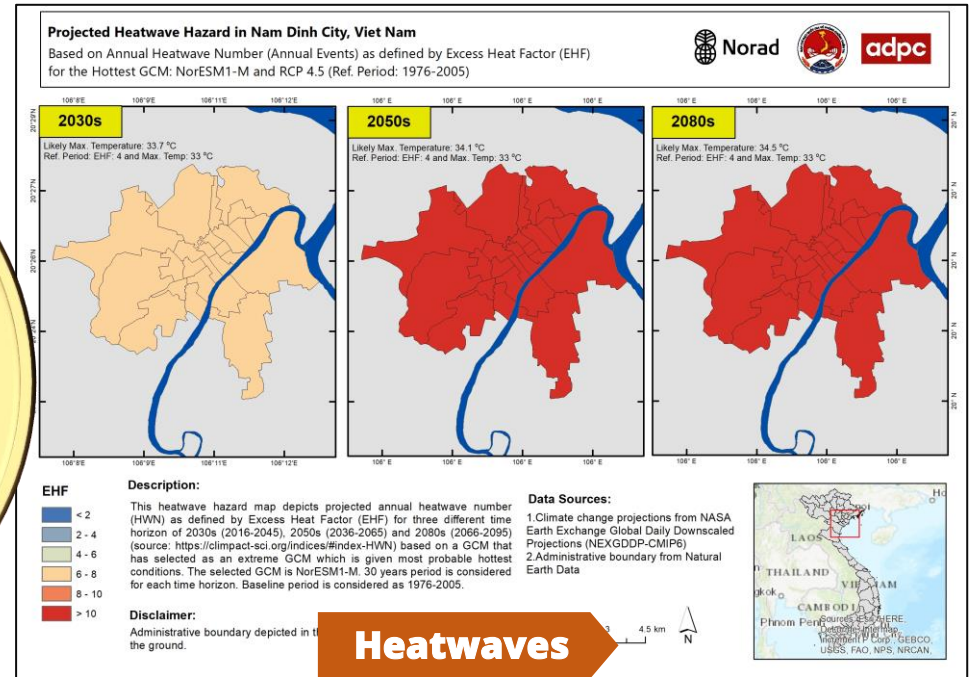 Projected Heatwave Hazard in Nam Dinh City, Viet Nam
Based on Annual Heatwave Number (Annual Events) as defined by Excess Heat Factor (EHF)
for the Hottest GCM: NorESM1-M and RCP 4.5 (Ref. Period: 1976-2005)
Norad
adpc
106°8'E 106°9'E 106°11'E 106°12'E
106° E 106° E 106° E 106° E
106° E 106° E 106° E 106° E
2030s
Likely Max. Temperature: 33.7 °C
Ref. Period: EHF: 4 and Max. Temp: 33 °C
2050s
Likely Max. Temperature: 34.1 °C
Ref. Period: EHF: 4 and Max. Temp: 33 °C
2080s
Likely Max. Temperature: 34.5 °C
Ref. Period: EHF: 4 and Max. Temp: 33 °C
20°29'N
20°27'N
20°26'N
20° N
20° N
20° N
20° N
20° N
106°8'E 106°9'E 106°11'E 106°12'E
106° E 106° E 106° E 106° E
106° E 106° E 106° E 106° E
EHF
< 2
2 - 4
4 - 6
6 - 8
8 - 10
> 10
Description:
This heatwave hazard map depicts projected annual heatwave number
(HWN) as defined by Excess Heat Factor (EHF) for three different time
horizon of 2030s (2016-2045), 2050s (2036-2065) and 2080s (2066-2095)
(source: https://climpact-sci.org/indices/#index-HWN) based on a GCM that
has selected as an extreme GCM which is given most probable hottest
conditions. The selected GCM is NorESM1-M. 30 years period is considered
for each time horizon. Baseline period is considered as 1976-2005.
Disclaimer:
Administrative boundary depicted in th
the ground.
Data Sources:
1.Climate change projections from NASA
Earth Exchange Global Daily Downscaled
Projections (NEXGDDP-CMIP6)
2.Administrative boundary from Natural
Earth Data
Heatwaves
3 4.5 km
N
LAOS
THAILAND
CAMBODI
Phnom Penh
Increment P Corp., GEBCO,
USGS, FAO, NPS, NRCAN,